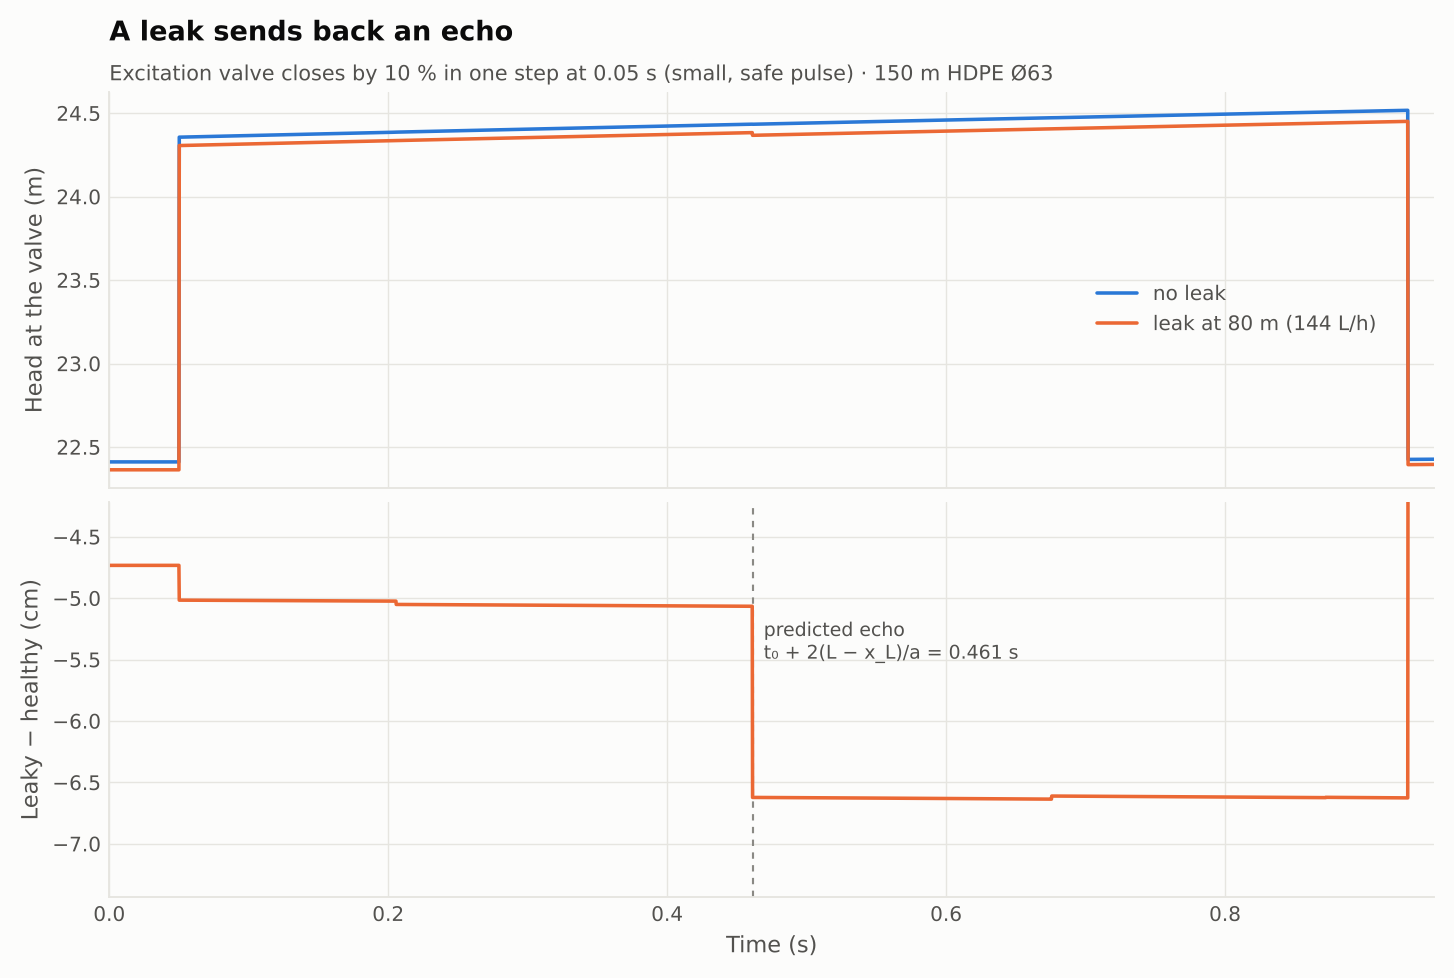 A leak sends back an echo
Excitation valve closes by 10 % in one step at 0.05 s (small, safe pulse) · 150 m HDPE Ø63
Head at the valve (m)
24.5
24.0
23.5
23.0
22.5
no leak
leak at 80 m (144 L/h)
Leaky − healthy (cm)
−4.5
−5.0
−5.5
−6.0
−6.5
−7.0
predicted echo
t₀ + 2(L − x_L)/a = 0.461 s
0.0
0.2
0.4
0.6
0.8
Time (s)